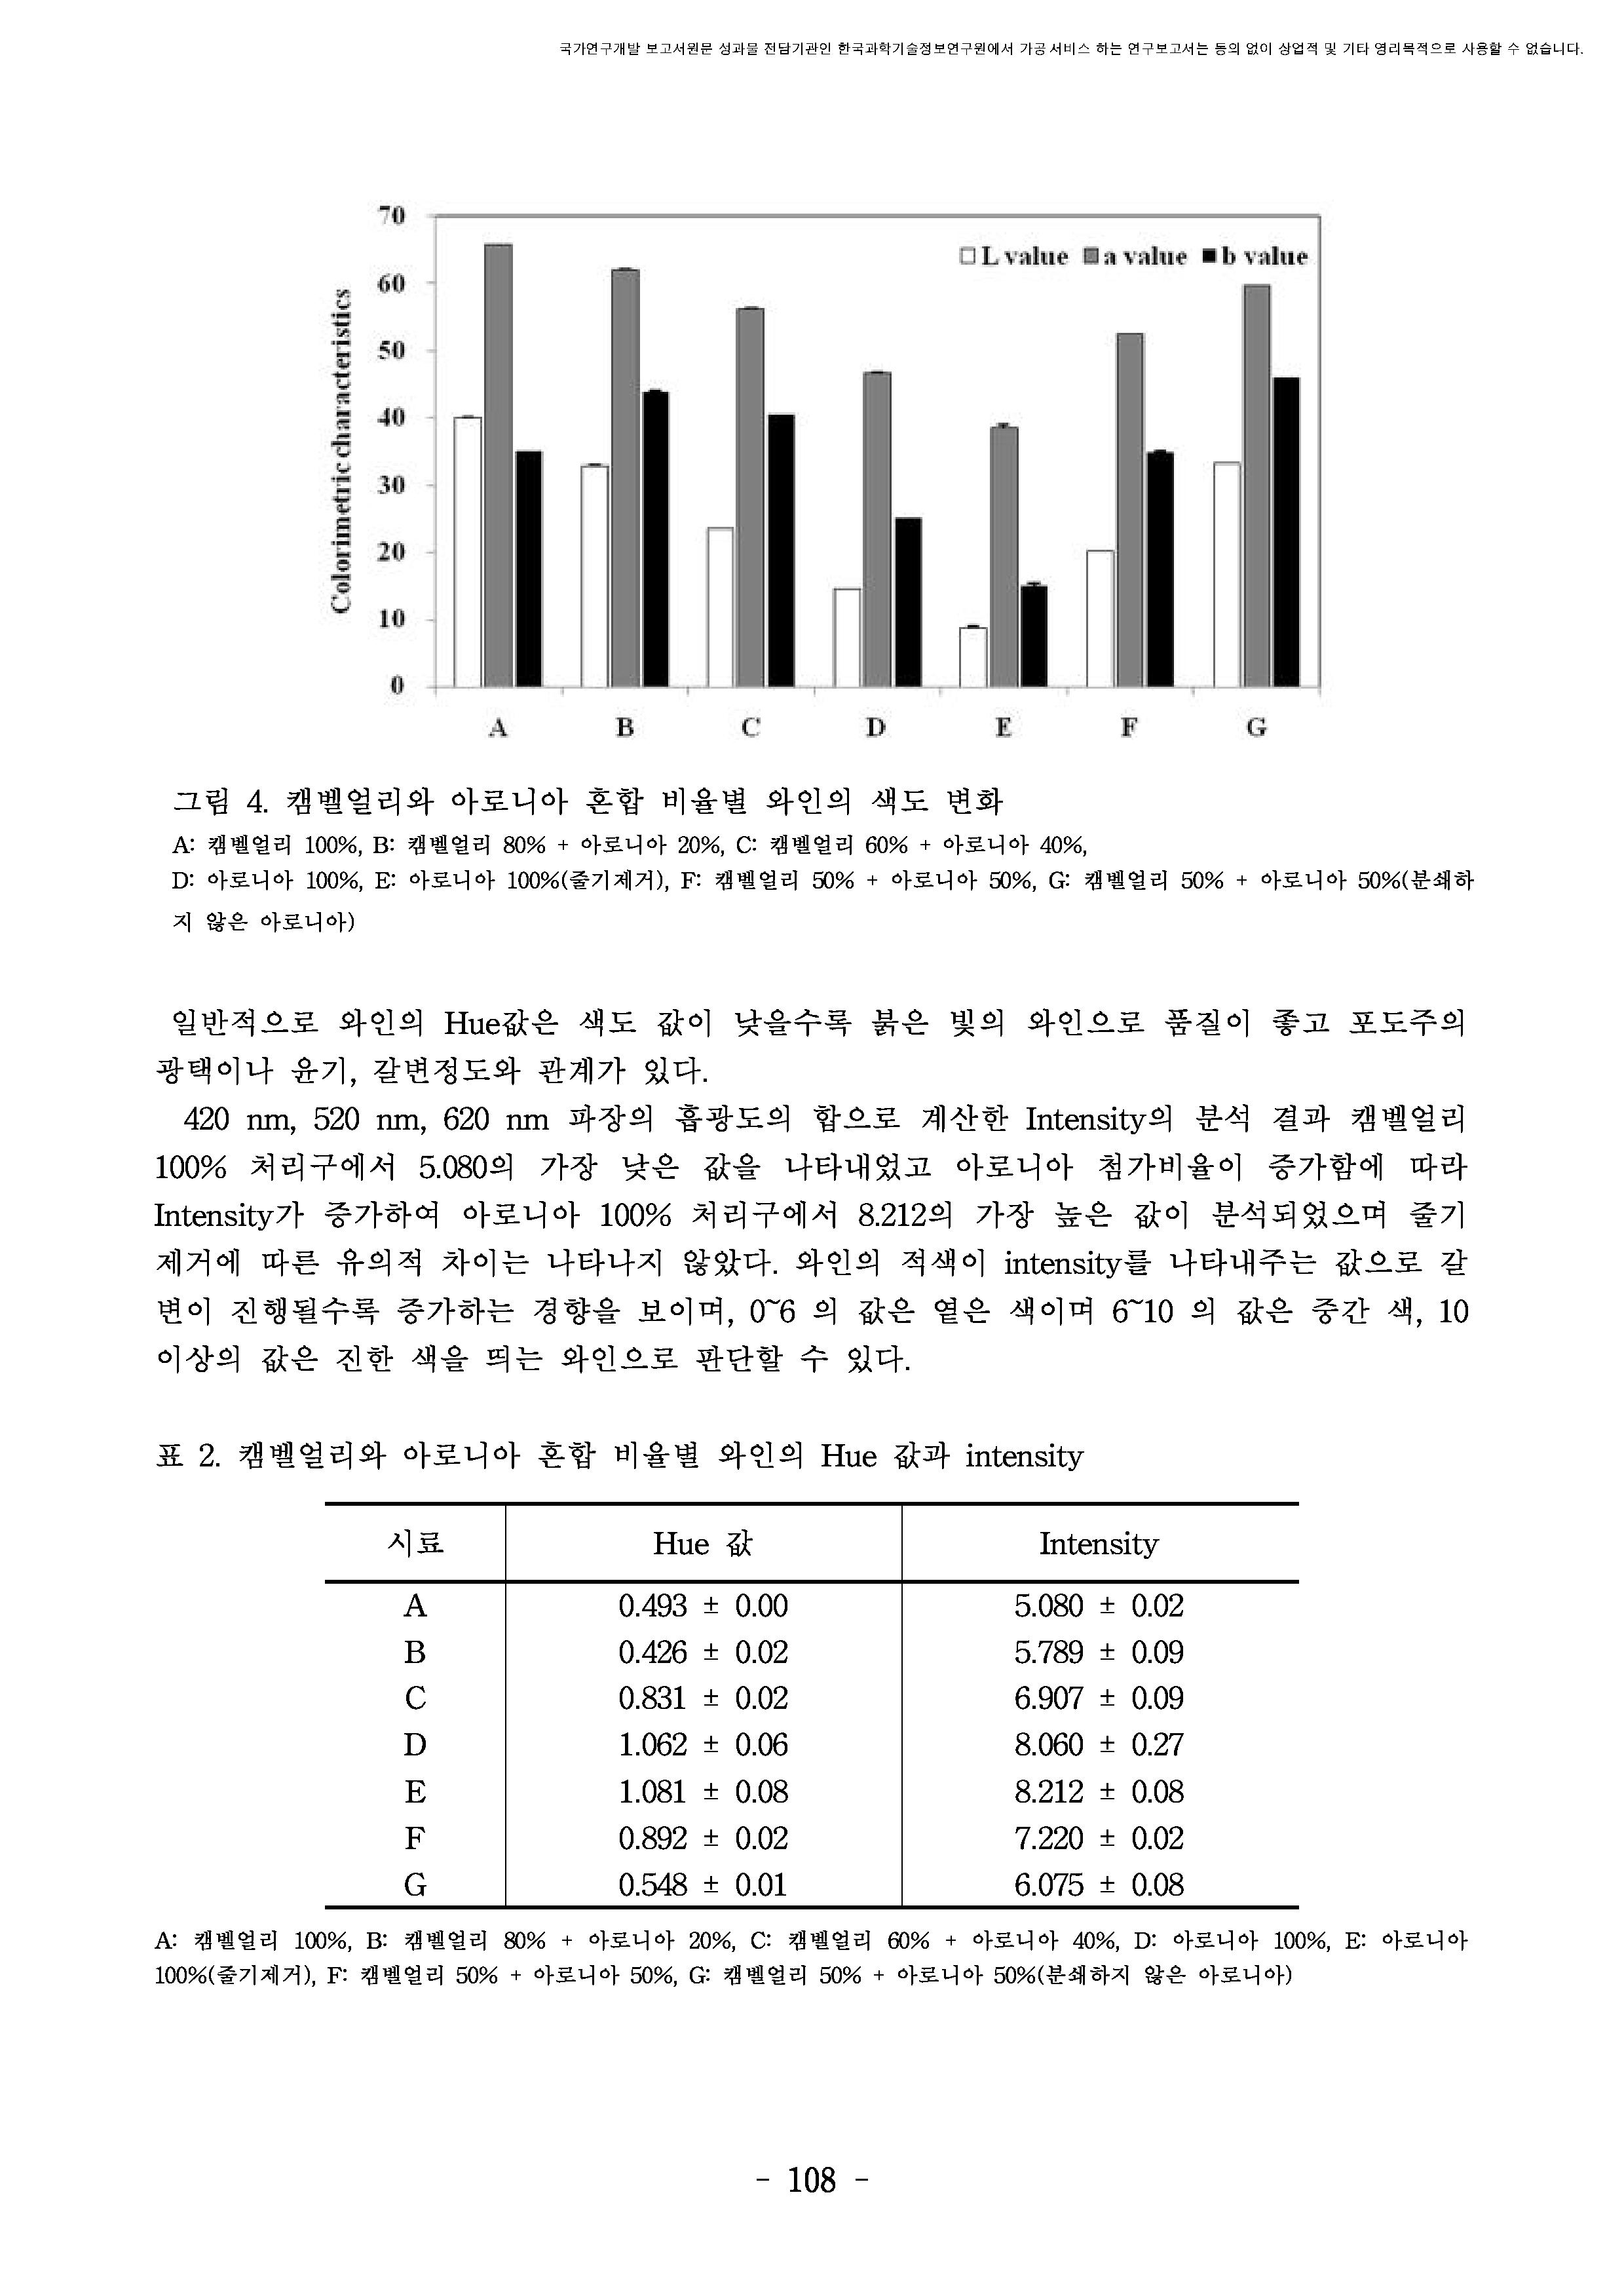 국가연구개발 보고서원문 성과물 전담기관인 한국과학기술정보연구원에서 가공·서비스 하는 연구보고서는 동의 없이 상업적 및 기타 영리목적으로 사용할 수 없습니다.
70
60
50
40
30
20
10
0
Colorimetric characteristics
L value a value b value
A B C D E F G
그림 4. 캠벨얼리와 아로니아 혼합 비율별 와인의 색도 변화
A: 캠벨얼리 100%, B: 캠벨얼리 80% + 아로니아 20%, C: 캠벨얼리 60% + 아로니아 40%,
D: 아로니아 100%, E: 아로니아 100%(줄기제거), F: 캠벨얼리 50% + 아로니아 50%, G: 캠벨얼리 50% + 아로니아 50%(분쇄하
지 않은 아로니아)
일반적으로 와인의 Hue값은 색도 값이 낮을수록 붉은 빛의 와인으로 품질이 좋고 포도주의
광택이나 윤기, 갈변정도와 관계가 있다.
420 nm, 520 nm, 620 nm 파장의 흡광도의 합으로 계산한 Intensity의 분석 결과 캠벨얼리
100% 처리구에서 5.080의 가장 낮은 값을 나타내었고 아로니아 첨가비율이 증가함에 따라
Intensity가 증가하여 아로니아 100% 처리구에서 8.212의 가장 높은 값이 분석되었으며 줄기
제거에 따른 유의적 차이는 나타나지 않았다. 와인의 적색이 intensity를 나타내주는 값으로 갈
변이 진행될수록 증가하는 경향을 보이며, 0~6 의 값은 옅은 색이며 6~10 의 값은 중간 색, 10
이상의 값은 진한 색을 띄는 와인으로 판단할 수 있다.
표 2. 캠벨얼리와 아로니아 혼합 비율별 와인의 Hue 값과 intensity
시료 Hue 값 Intensity
A 0.493 ± 0.00 5.080 ± 0.02
B 0.426 ± 0.02 5.789 ± 0.09
C 0.831 ± 0.02 6.907 ± 0.09
D 1.062 ± 0.06 8.060 ± 0.27
E 1.081 ± 0.08 8.212 ± 0.08
F 0.892 ± 0.02 7.220 ± 0.02
G 0.548 ± 0.01 6.075 ± 0.08
A: 캠벨얼리 100%, B: 캠벨얼리 80% + 아로니아 20%, C: 캠벨얼리 60% + 아로니아 40%, D: 아로니아 100%, E: 아로니아
100%(줄기제거), F: 캠벨얼리 50% + 아로니아 50%, G: 캠벨얼리 50% + 아로니아 50%(분쇄하지 않은 아로니아)
- 108 -